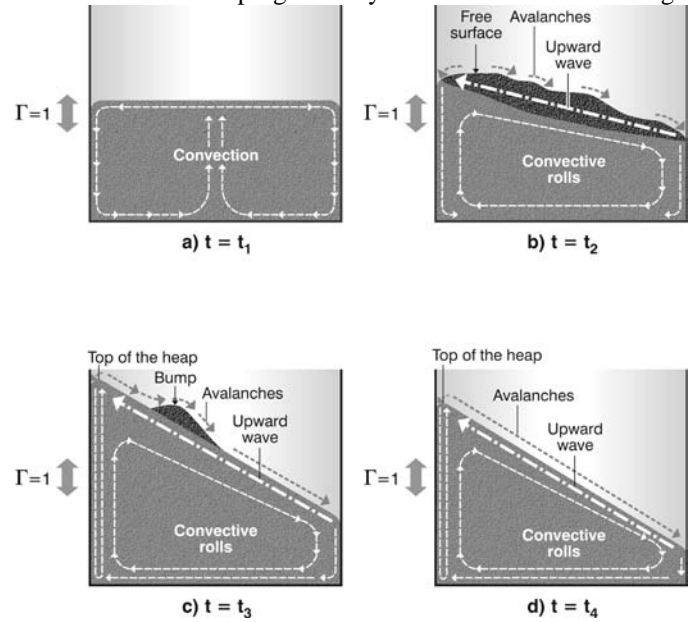 Free
surface
Avalanches
Upward
wave
Γ=1
Convection
a) t = t1
Γ=1
Convective
rolls
b) t = t2
Top of the heap
Bump
Avalanches
Upward
wave
Γ=1
Convective
rolls
c) t = t3
Top of the heap
Avalanches
Upward
wave
Γ=1
Convective
rolls
d) t = t4